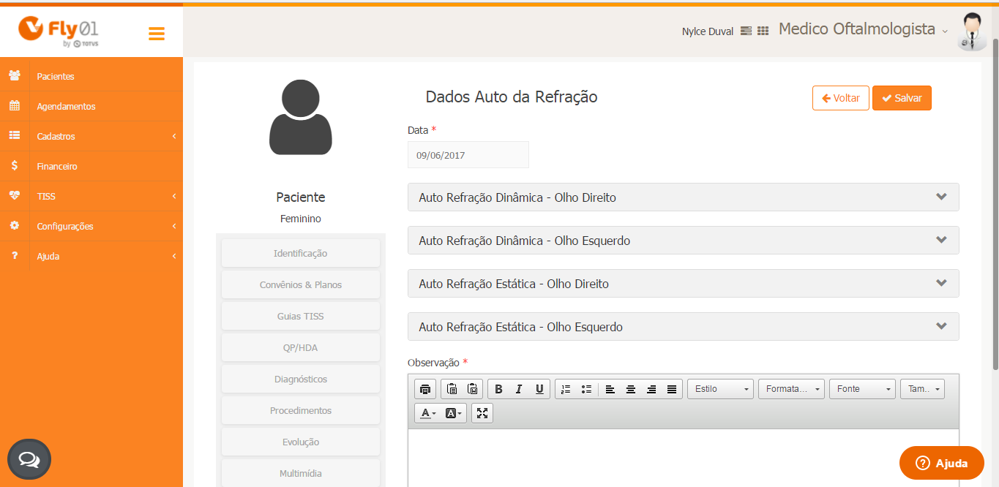 Fly01
by TOTVS
Nylce Duval
Medico Oftalmologista
Pacientes
Agendamentos
Cadastros
Financeiro
TISS
Configurações
Ajuda
Paciente
Feminino
Identificação
Convênios & Planos
Guias TISS
QP/HDA
Diagnósticos
Procedimentos
Evolução
Multimídia
Dados Auto da Refração
Voltar
Salvar
Data *
09/06/2017
Auto Refração Dinâmica - Olho Direito
Auto Refração Dinâmica - Olho Esquerdo
Auto Refração Estática - Olho Direito
Auto Refração Estática - Olho Esquerdo
Observação *
B I U
Estilo
Formata...
Fonte
Tam..
A A
Ajuda